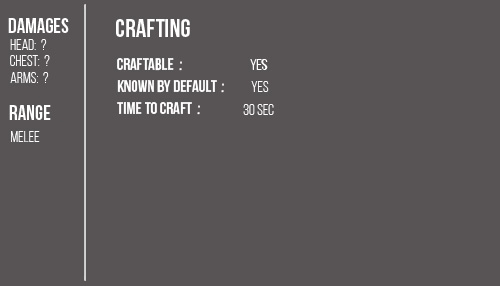 DAMAGES
HEAD: ?
CHEST: ?
ARMS: ?
RANGE
MELEE
CRAFTING
CRAFTABLE : YES
KNOWN BY DEFAULT : YES
TIME TO CRAFT : 30 SEC